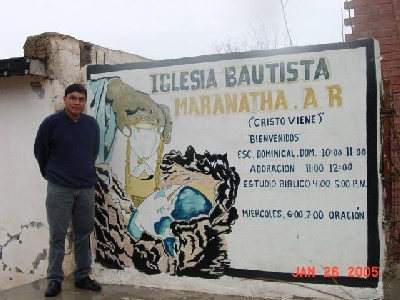 IGLESIA BAUTISTA
MARANATHA. A R
(CRISTO VIENE)
BIENVENIDOS
ESC. DOMINICAL. DOM. 10:00 11:00
ADORACION 11:00 12:00
ESTUDIO BIBLICO 4:00. 5:00 P.M.
MIERCOLES, 6:00. 7:00 ORACIÓN
JAN 26 2005